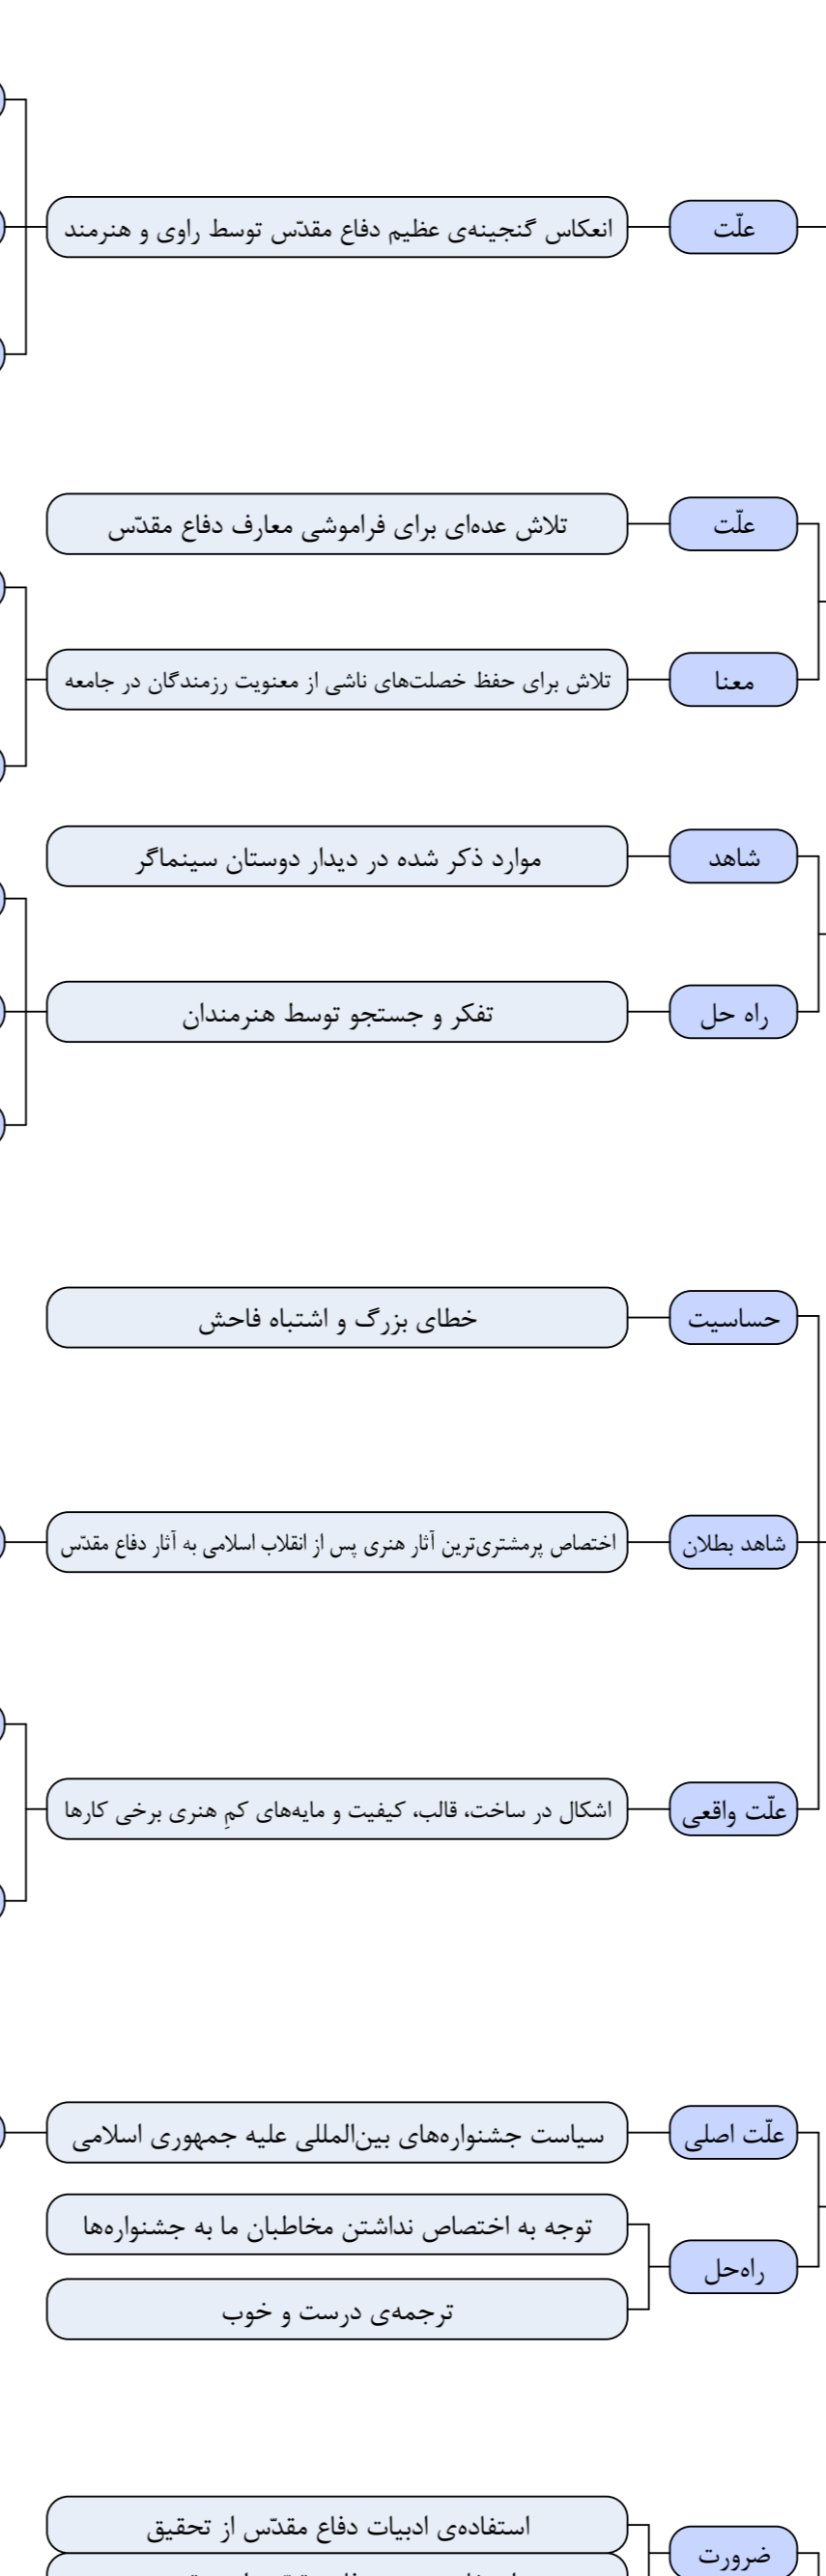 علّت
انعکاس گنجینه‌ی عظیم دفاع مقدّس توسط راوی و هنرمند
علّت
تلاش عده‌ای برای فراموشی معارف دفاع مقدّس
معنا
تلاش برای حفظ خصلت‌های ناشی از معنویت رزمندگان در جامعه
شاهد
موارد ذکر شده در دیدار دوستان سینماگر
راه حل
تفکر و جستجو توسط هنرمندان
حساسیت
خطای بزرگ و اشتباه فاحش
شاهد بطلان
اختصاص پرمشتری‌ترین آثار هنری پس از انقلاب اسلامی به آثار دفاع مقدّس
علّت واقعی
اشکال در ساخت، قالب، کیفیت و مایه‌های کمِ هنری برخی کارها
علّت اصلی
سیاست جشنواره‌های بین‌المللی علیه جمهوری اسلامی
راه‌حل
توجه به اختصاص نداشتن مخاطبان ما به جشنواره‌ها
ترجمه‌ی درست و خوب
ضرورت
استفاده‌ی ادبیات دفاع مقدّس از تحقیق